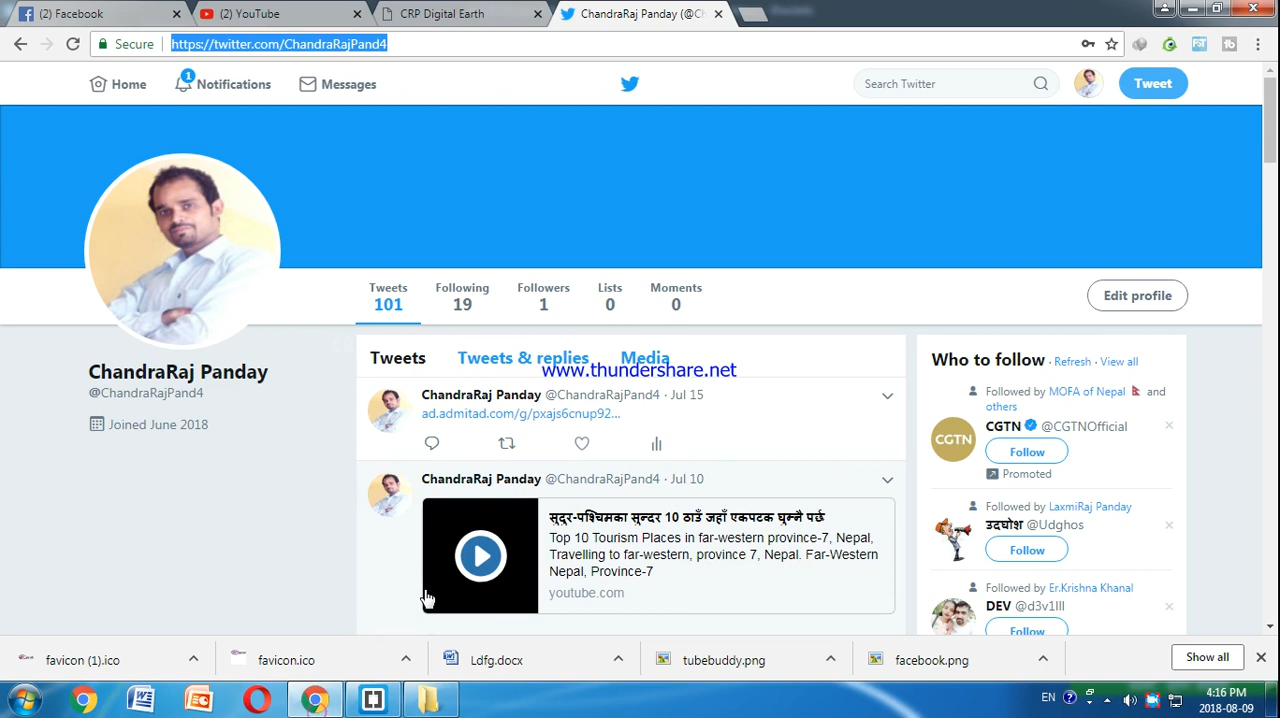 (2) Facebook
(2) YouTube
CRP Digital Earth
ChandraRaj Panday (@Ch
Secure
https://twitter.com/ChandraRajPand4
Home
1
Notifications
Messages
Search Twitter
Tweet
Tweets
101
Following
19
Followers
1
Lists
0
Moments
0
Edit profile
ChandraRaj Panday
@ChandraRajPand4
Joined June 2018
Tweets
Tweets & replies
Media
www.thundershare.net
ChandraRaj Panday @ChandraRajPand4 · Jul 15
ad.admitad.com/g/pxajs6cnup92...
ChandraRaj Panday @ChandraRajPand4 · Jul 10
सुदुर-पश्चिमका सुन्दर 10 ठाउँ जहाँ एकपटक घुम्नै पर्छ
Top 10 Tourism Places in far-western province-7, Nepal,
Travelling to far-western, province 7, Nepal. Far-Western
Nepal, Province-7
youtube.com
Who to follow · Refresh · View all
Followed by MOFA of Nepal and
others
CGTN @CGTNOfficial
CGTN
Follow
Promoted
Followed by LaxmiRaj Panday
उदघोश @Udghos
Follow
Followed by Er.Krishna Khanal
DEV @d3v1lll
Follow
favicon (1).ico
favicon.ico
Ldfg.docx
tubebuddy.png
facebook.png
Show all
EN
4:16 PM
2018-08-09